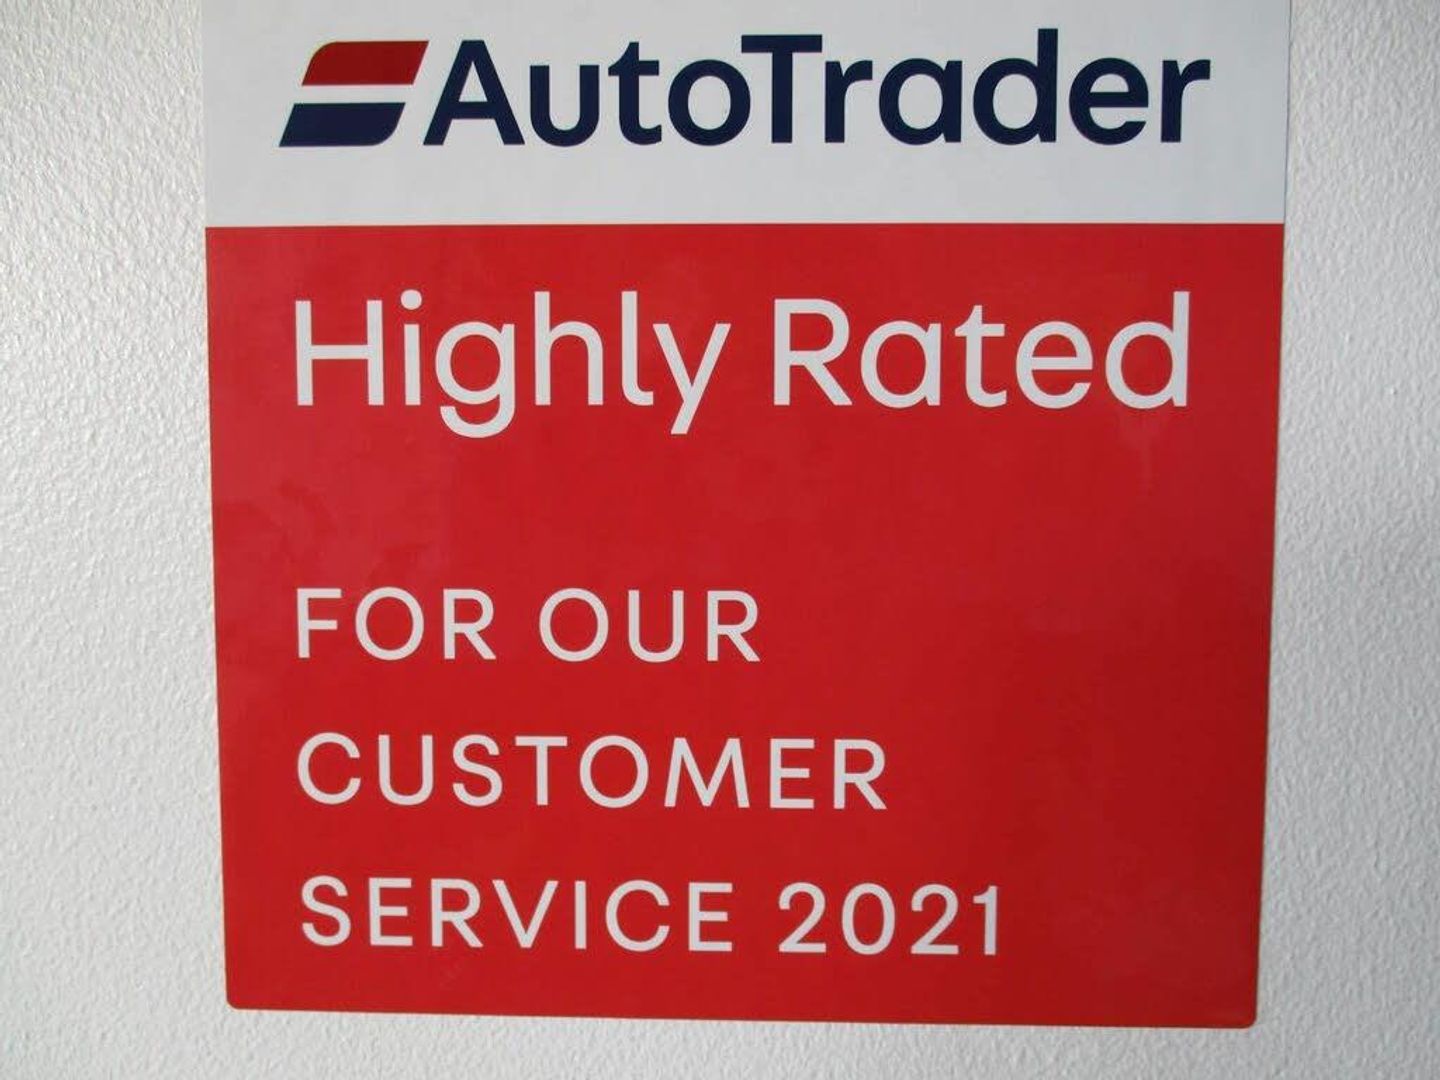 AutoTrader
Highly Rated
FOR OUR
CUSTOMER
SERVICE 2021